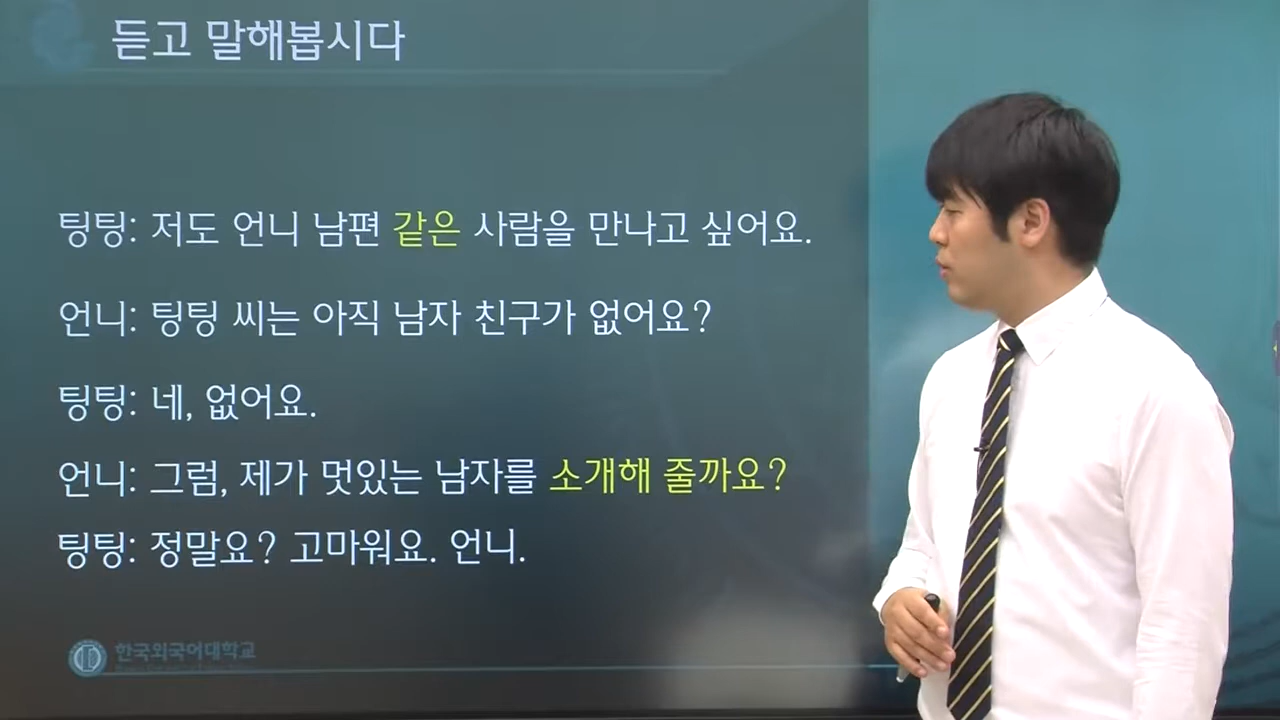 듣고 말해봅시다
팅팅: 저도 언니 남편 같은 사람을 만나고 싶어요.
언니: 팅팅 씨는 아직 남자 친구가 없어요?
팅팅: 네, 없어요.
언니: 그럼, 제가 멋있는 남자를 소개해 줄까요?
팅팅: 정말요? 고마워요. 언니.
한국외국어대학교